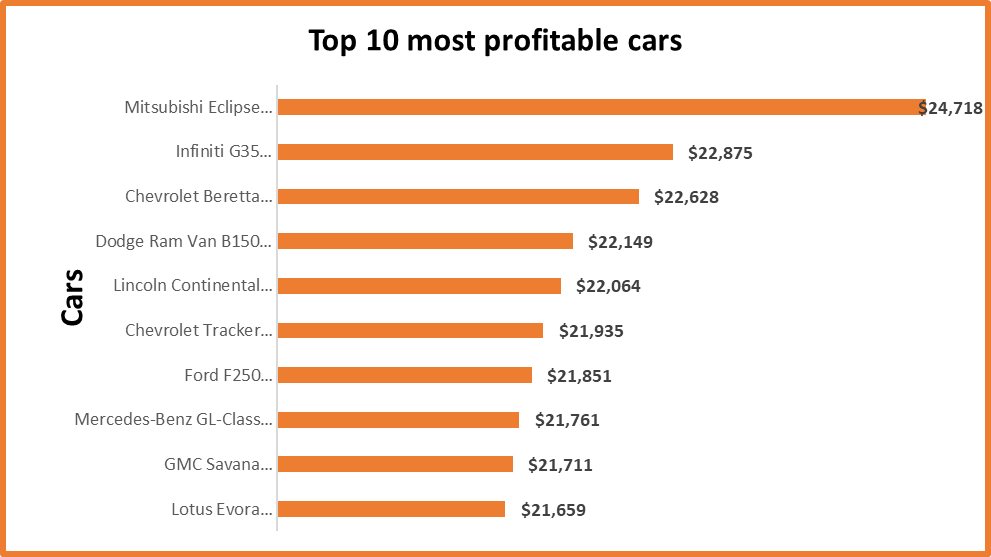 Top 10 most profitable cars
Cars
Mitsubishi Eclipse… $24,718
Infiniti G35… $22,875
Chevrolet Beretta… $22,628
Dodge Ram Van B150… $22,149
Lincoln Continental… $22,064
Chevrolet Tracker… $21,935
Ford F250… $21,851
Mercedes-Benz GL-Class… $21,761
GMC Savana… $21,711
Lotus Evora… $21,659